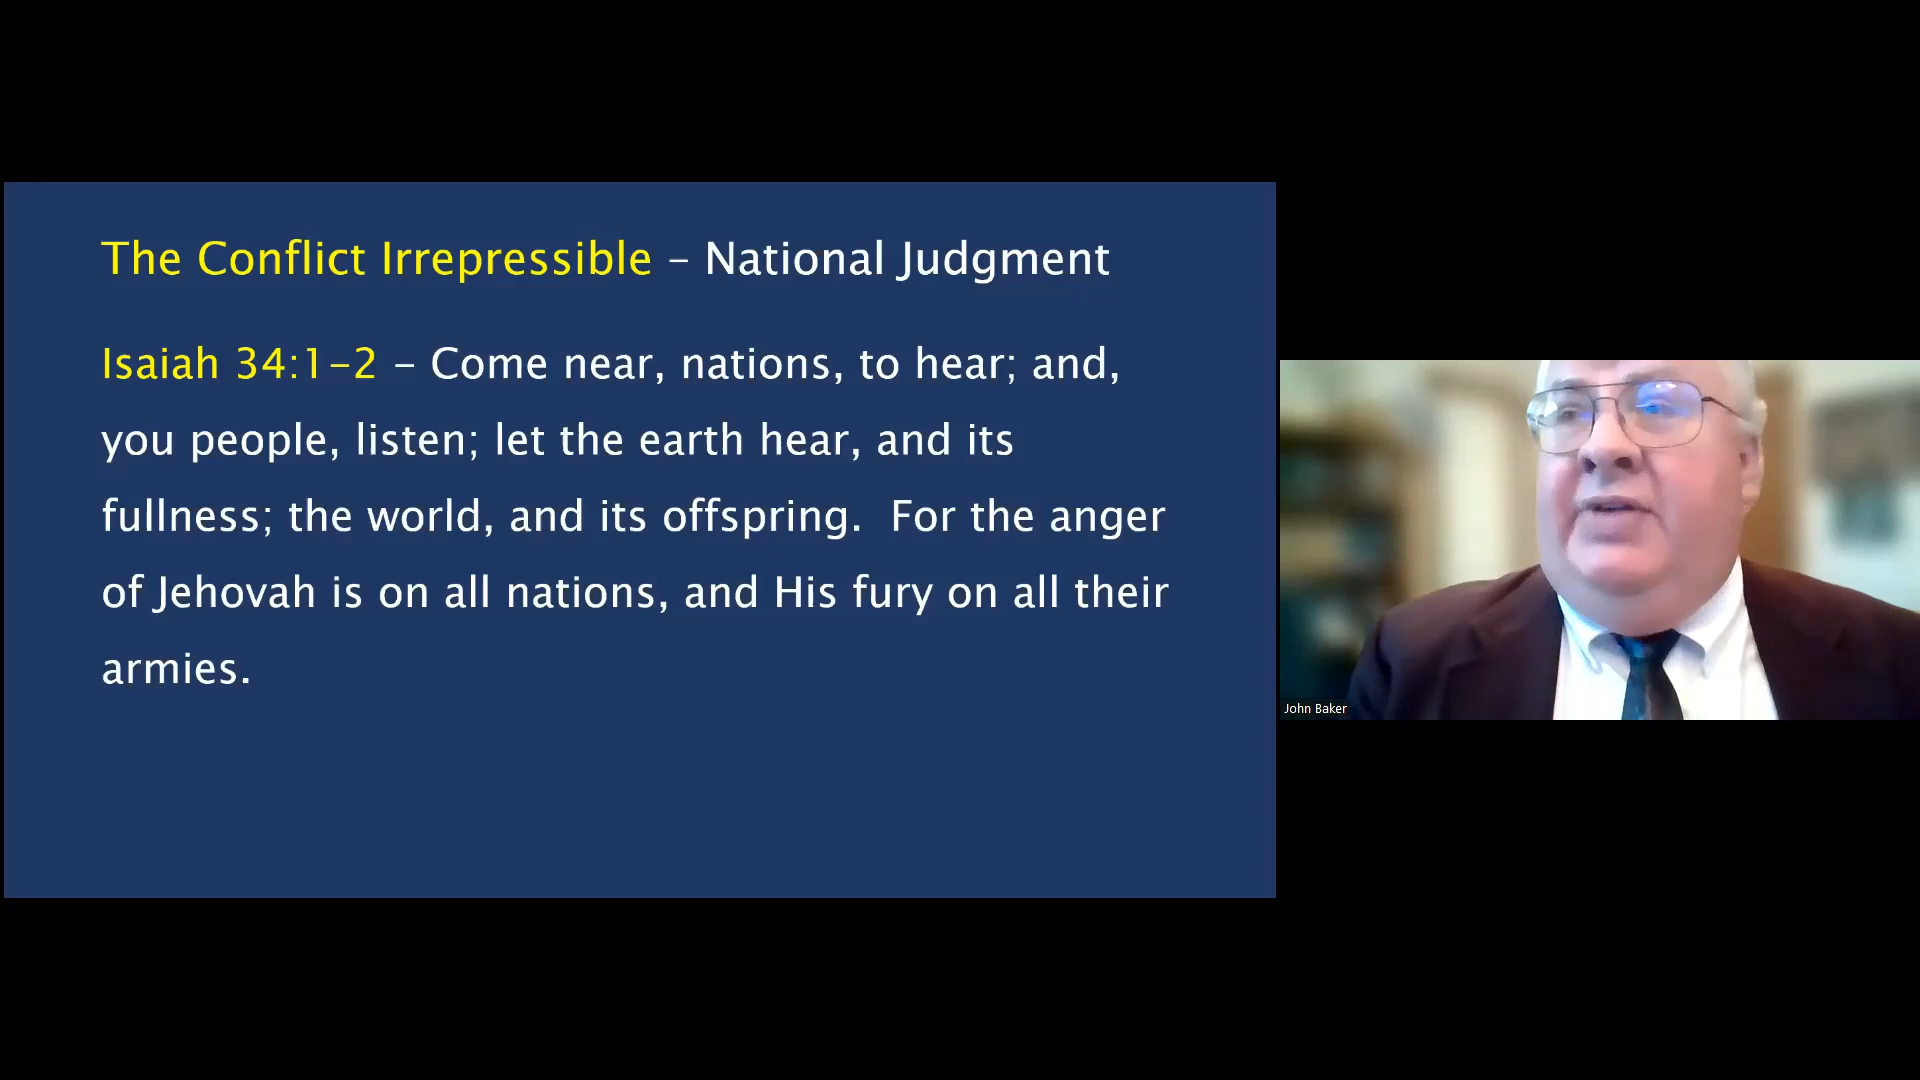 The Conflict Irrepressible – National Judgment
Isaiah 34:1-2 – Come near, nations, to hear; and,
you people, listen; let the earth hear, and its
fullness; the world, and its offspring.  For the anger
of Jehovah is on all nations, and His fury on all their
armies.
John Baker